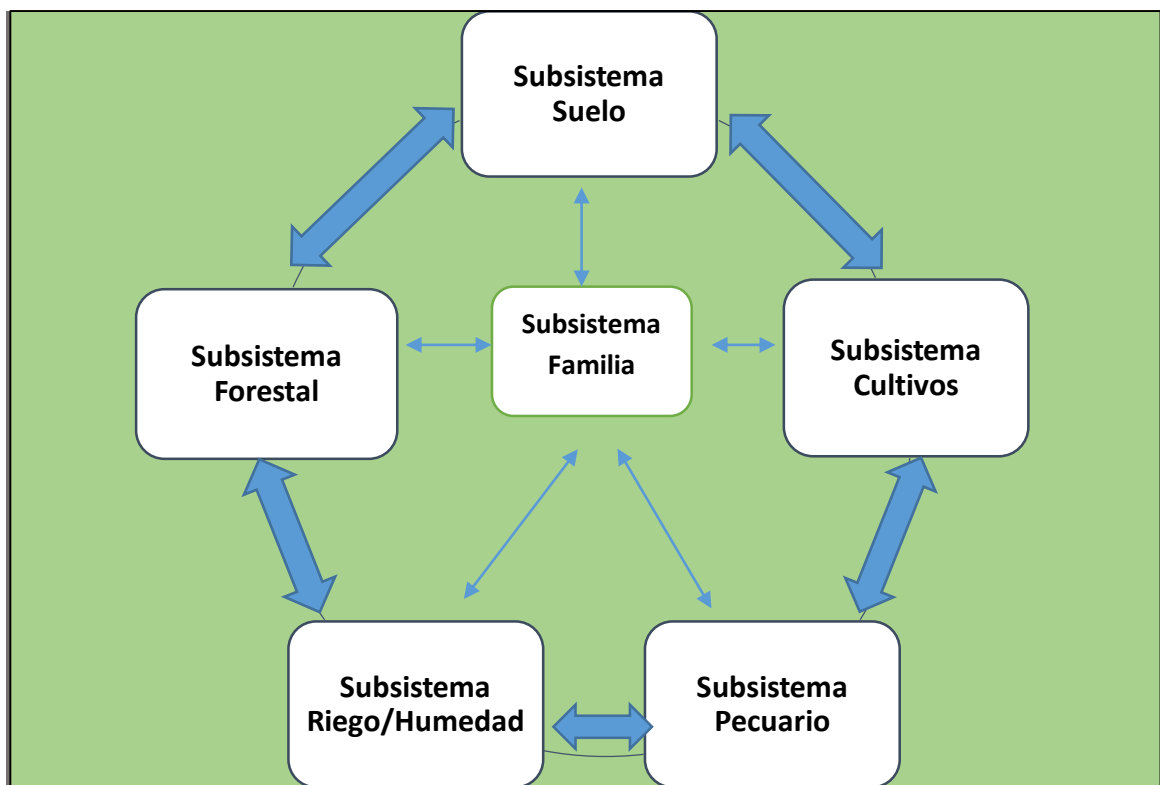 Subsistema
Suelo
Subsistema
Forestal
Subsistema
Familia
Subsistema
Cultivos
Subsistema
Riego/Humedad
Subsistema
Pecuario